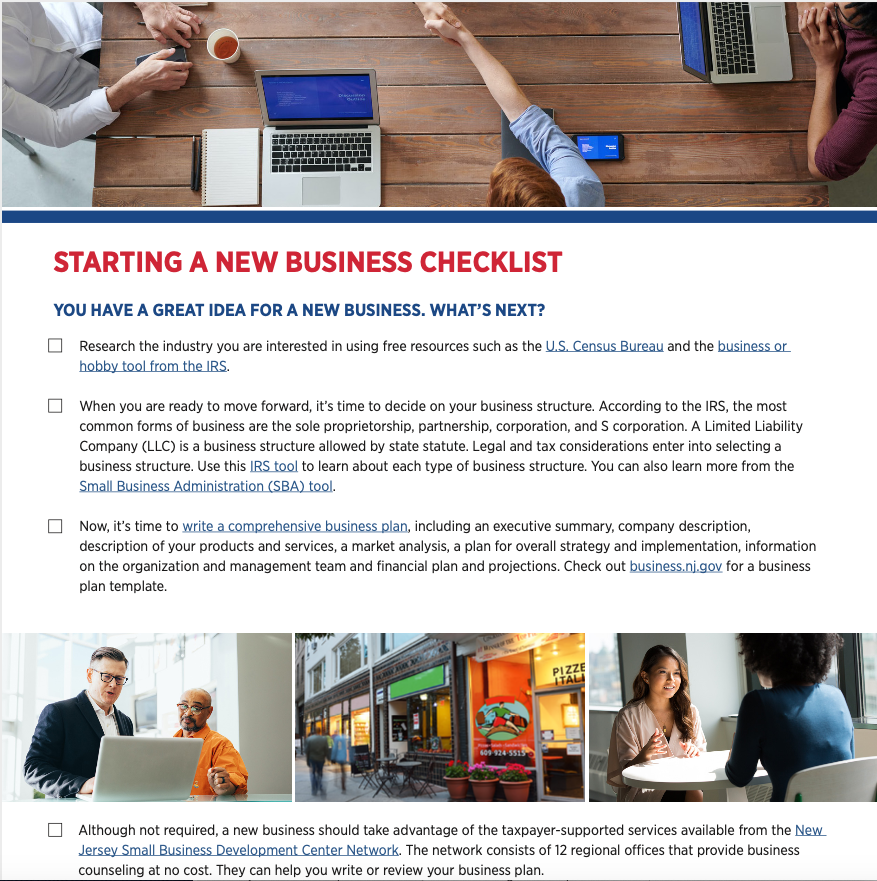 STARTING A NEW BUSINESS CHECKLIST
YOU HAVE A GREAT IDEA FOR A NEW BUSINESS. WHAT'S NEXT?
Research the industry you are interested in using free resources such as the U.S. Census Bureau and the business or
hobby tool from the IRS.
When you are ready to move forward, it's time to decide on your business structure. According to the IRS, the most
common forms of business are the sole proprietorship, partnership, corporation, and S corporation. A Limited Liability
Company (LLC) is a business structure allowed by state statute. Legal and tax considerations enter into selecting a
business structure. Use this IRS tool to learn about each type of business structure. You can also learn more from the
Small Business Administration (SBA) tool.
Now, it's time to write a comprehensive business plan, including an executive summary, company description,
description of your products and services, a market analysis, a plan for overall strategy and implementation, information
on the organization and management team and financial plan and projections. Check out business.nj.gov for a business
plan template.
PIZZE
ITALI
609 924-5515
Although not required, a new business should take advantage of the taxpayer-supported services available from the New
Jersey Small Business Development Center Network. The network consists of 12 regional offices that provide business
counseling at no cost. They can help you write or review your business plan.